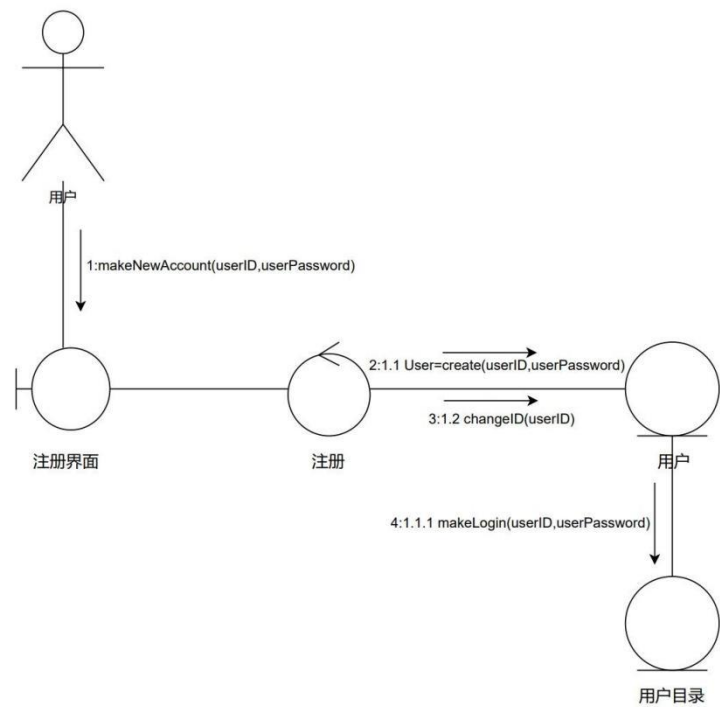 用户
1:makeNewAccount(userID,userPassword)
2:1.1 User=create(userID,userPassword)
3:1.2 changeID(userID)
注册界面
注册
用户
4:1.1.1 makeLogin(userID,userPassword)
用户目录